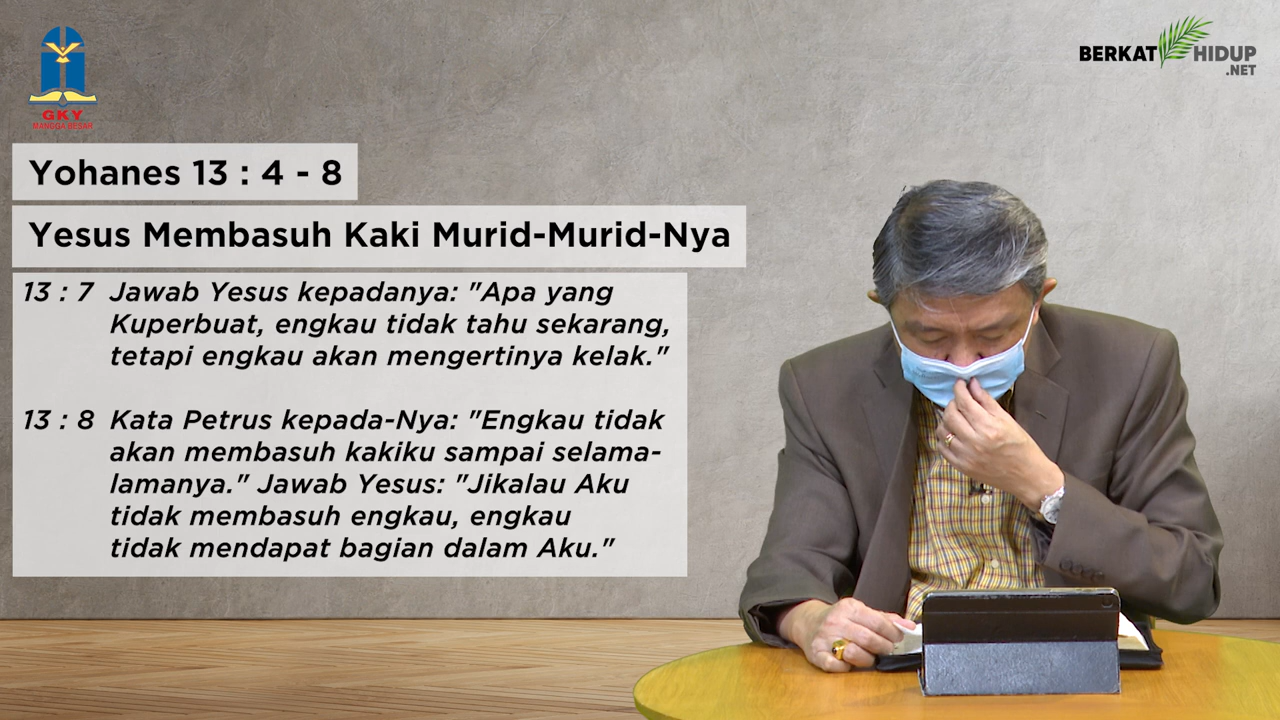 GKY
MANGGA BESAR
BERKAT HIDUP
.NET
Yohanes 13 : 4 - 8
Yesus Membasuh Kaki Murid-Murid-Nya
13 : 7 Jawab Yesus kepadanya: "Apa yang
Kuperbuat, engkau tidak tahu sekarang,
tetapi engkau akan mengertinya kelak."
13 : 8 Kata Petrus kepada-Nya: "Engkau tidak
akan membasuh kakiku sampai selama-
lamanya." Jawab Yesus: "Jikalau Aku
tidak membasuh engkau, engkau
tidak mendapat bagian dalam Aku."